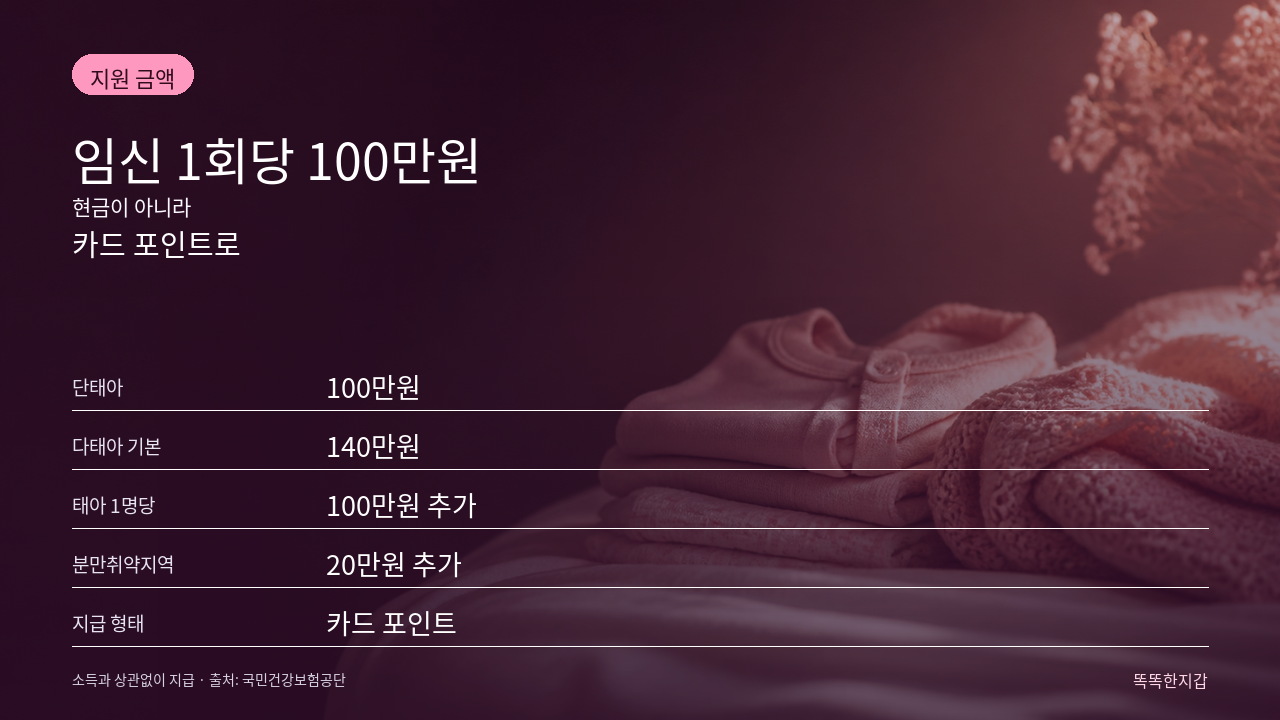 지원 금액
임신 1회당 100만원
현금이 아니라
카드 포인트로
단태아 100만원
다태아 기본 140만원
태아 1명당 100만원 추가
분만취약지역 20만원 추가
지급 형태 카드 포인트
소득과 상관없이 지급 · 출처: 국민건강보험공단
똑똑한지갑